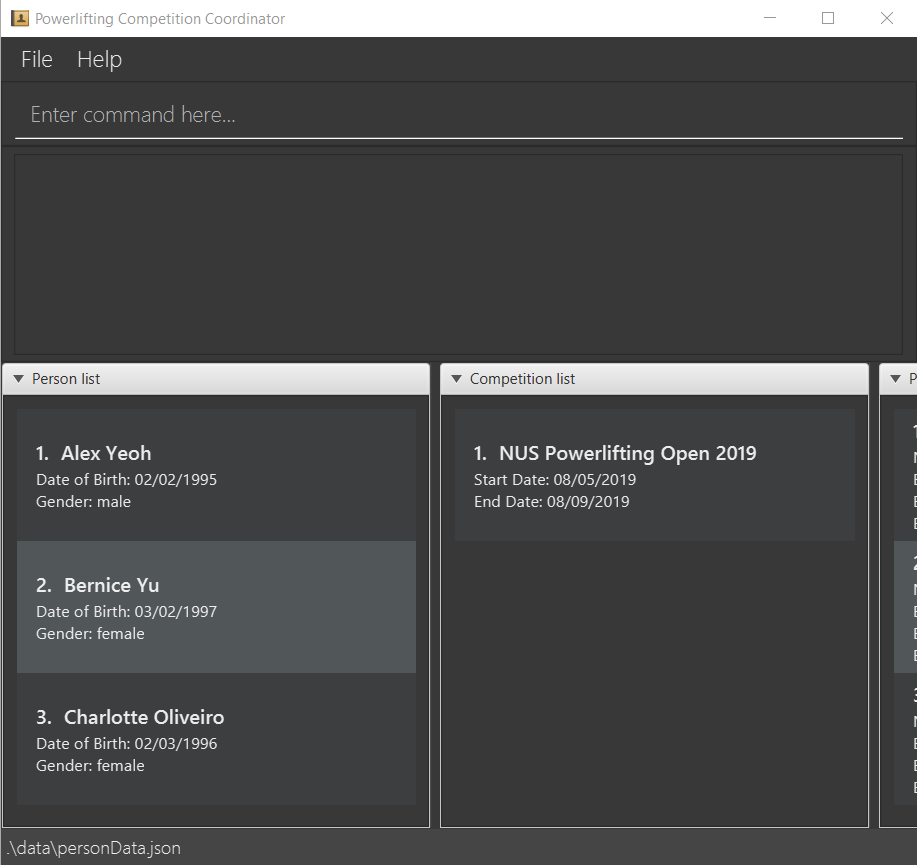 Powerlifting Competition Coordinator
File Help
Enter command here...
Person list
1. Alex Yeoh
Date of Birth: 02/02/1995
Gender: male
2. Bernice Yu
Date of Birth: 03/02/1997
Gender: female
3. Charlotte Oliveiro
Date of Birth: 02/03/1996
Gender: female
Competition list
1. NUS Powerlifting Open 2019
Start Date: 08/05/2019
End Date: 08/09/2019
.\data\personData.json